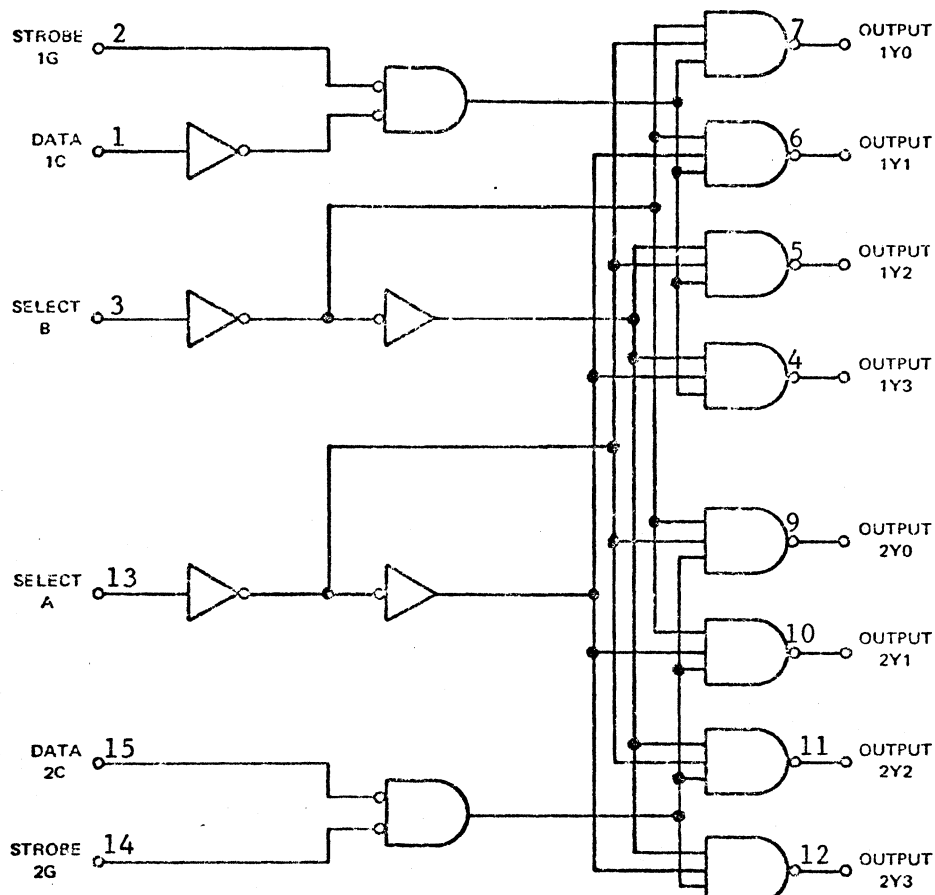 STROBE
1G
2
7
OUTPUT
1Y0
DATA
1C
1
6
OUTPUT
1Y1
5
OUTPUT
1Y2
SELECT
B
3
4
OUTPUT
1Y3
9
OUTPUT
2Y0
SELECT
A
13
10
OUTPUT
2Y1
DATA
2C
15
11
OUTPUT
2Y2
STROBE
2G
14
12
OUTPUT
2Y3